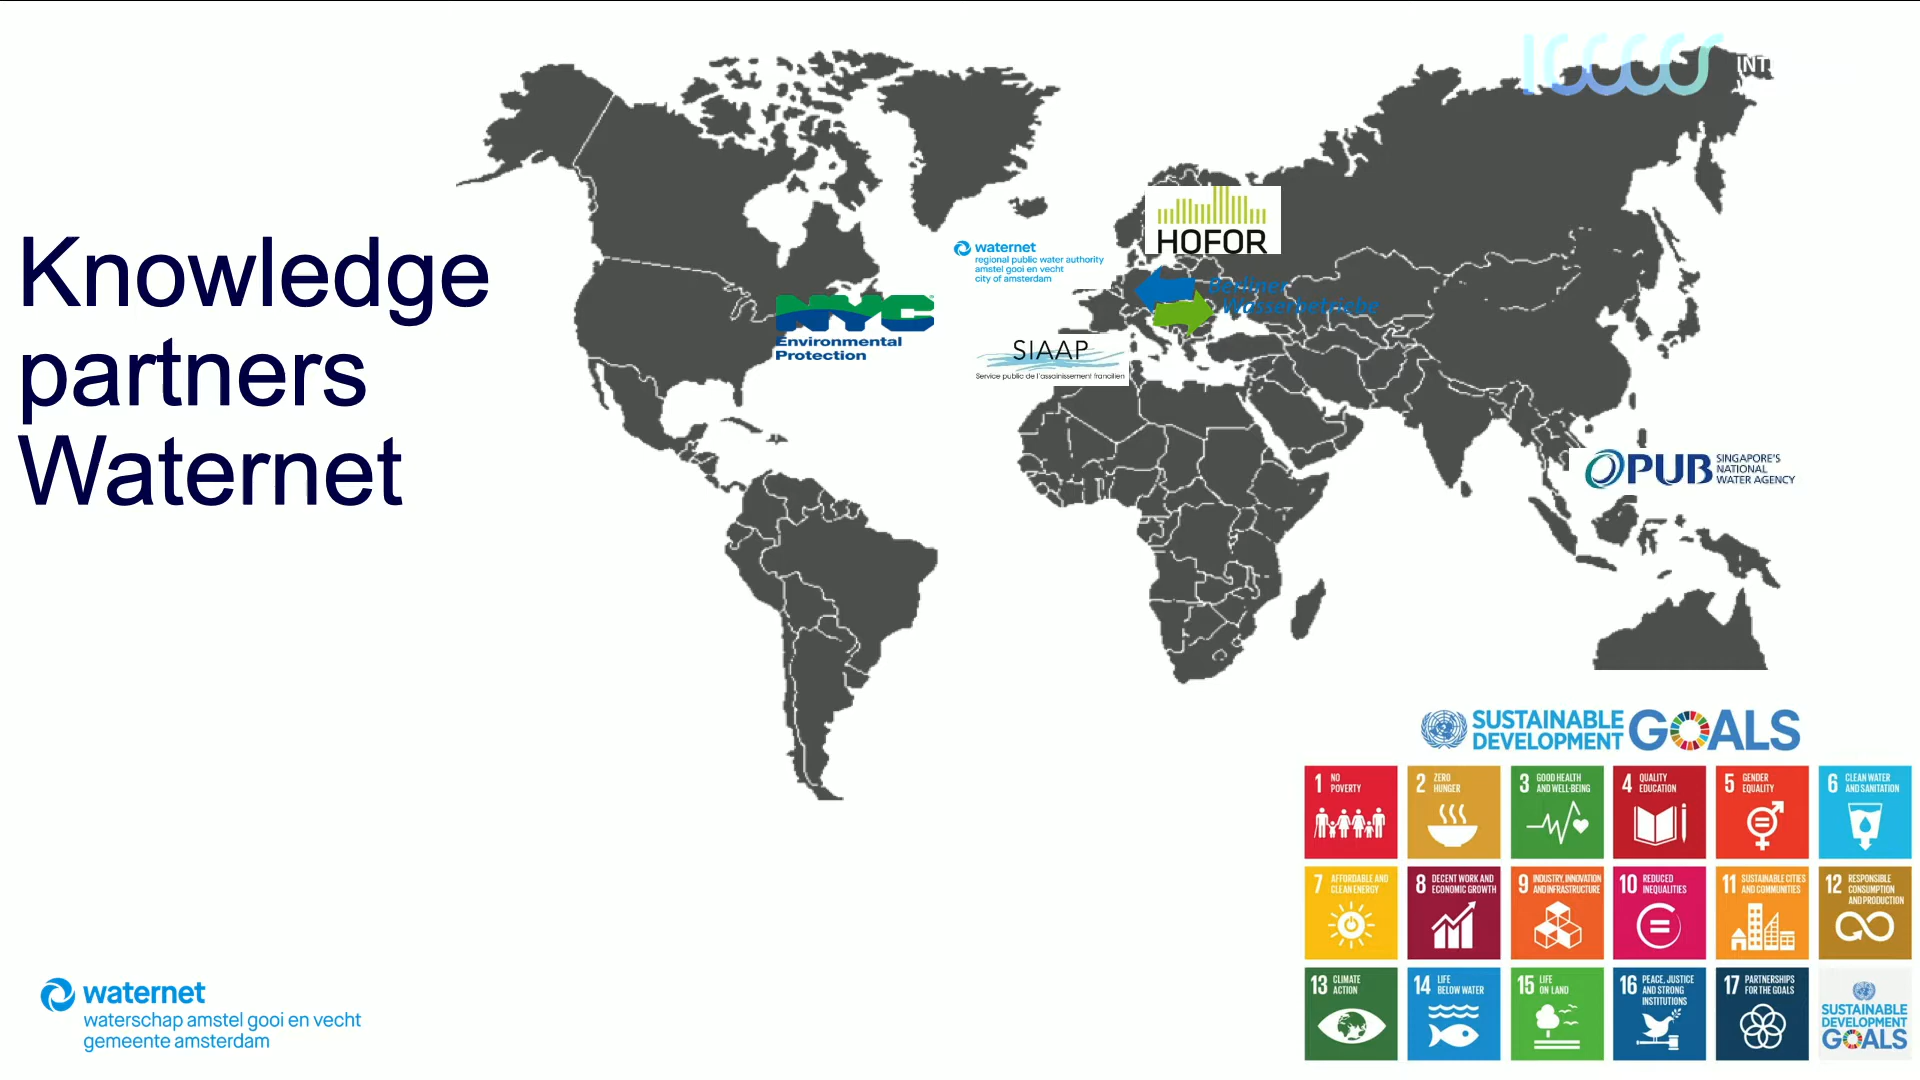 Knowledge
partners
Waternet
INT
waternet
regional public water authority
amstel gooi en vecht
city of amsterdam
HOFOR
Berliner
Wasserbetriebe
NYC
Environmental
Protection
SIAAP
Service public de l'assainissement francilien
PUB
SINGAPORE'S
NATIONAL
WATER AGENCY
SUSTAINABLE
DEVELOPMENT
GOALS
1 NO
POVERTY
2 ZERO
HUNGER
3 GOOD HEALTH
AND WELL-BEING
4 QUALITY
EDUCATION
5 GENDER
EQUALITY
6 CLEAN WATER
AND SANITATION
7 AFFORDABLE AND
CLEAN ENERGY
8 DECENT WORK AND
ECONOMIC GROWTH
9 INDUSTRY, INNOVATION
AND INFRASTRUCTURE
10 REDUCED
INEQUALITIES
11 SUSTAINABLE CITIES
AND COMMUNITIES
12 RESPONSIBLE
CONSUMPTION
AND PRODUCTION
13 CLIMATE
ACTION
14 LIFE
BELOW WATER
15 LIFE
ON LAND
16 PEACE, JUSTICE
AND STRONG
INSTITUTIONS
17 PARTNERSHIPS
FOR THE GOALS
SUSTAINABLE
DEVELOPMENT
GOALS
waternet
waterschap amstel gooi en vecht
gemeente amsterdam